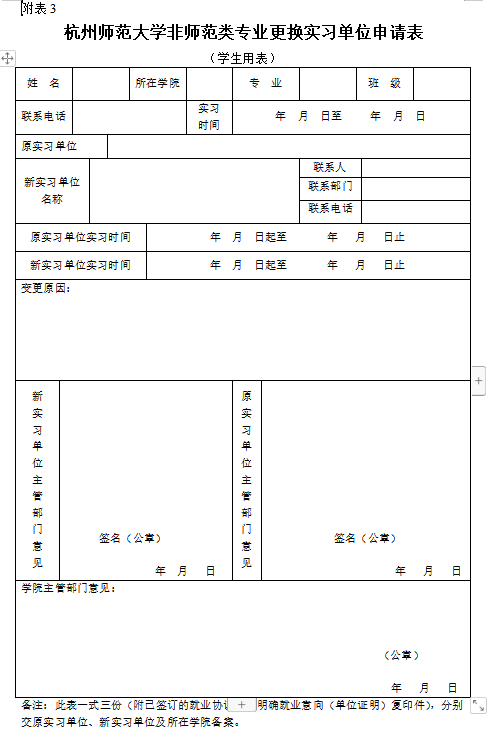 附表 3
杭州师范大学非师范类专业更换实习单位申请表
（学生用表）
姓 名 所在学院 专 业 班 级
联系电话 实习时间 年 月 日至 年 月 日
原实习单位
新实习单位名称 联系人
联系部门
联系电话
原实习单位实习时间 年 月 日起至 年 月 日止
新实习单位实习时间 年 月 日起至 年 月 日止
变更原因：
新实习单位主管部门意见 签名（公章） 年 月 日
原实习单位主管部门意见 签名（公章） 年 月 日
学院主管部门意见：
（公章）
年 月 日
备注：此表一式三份（附已签订的就业协 明确就业意向（单位证明）复印件），分别
交原实习单位、新实习单位及所在学院备案。